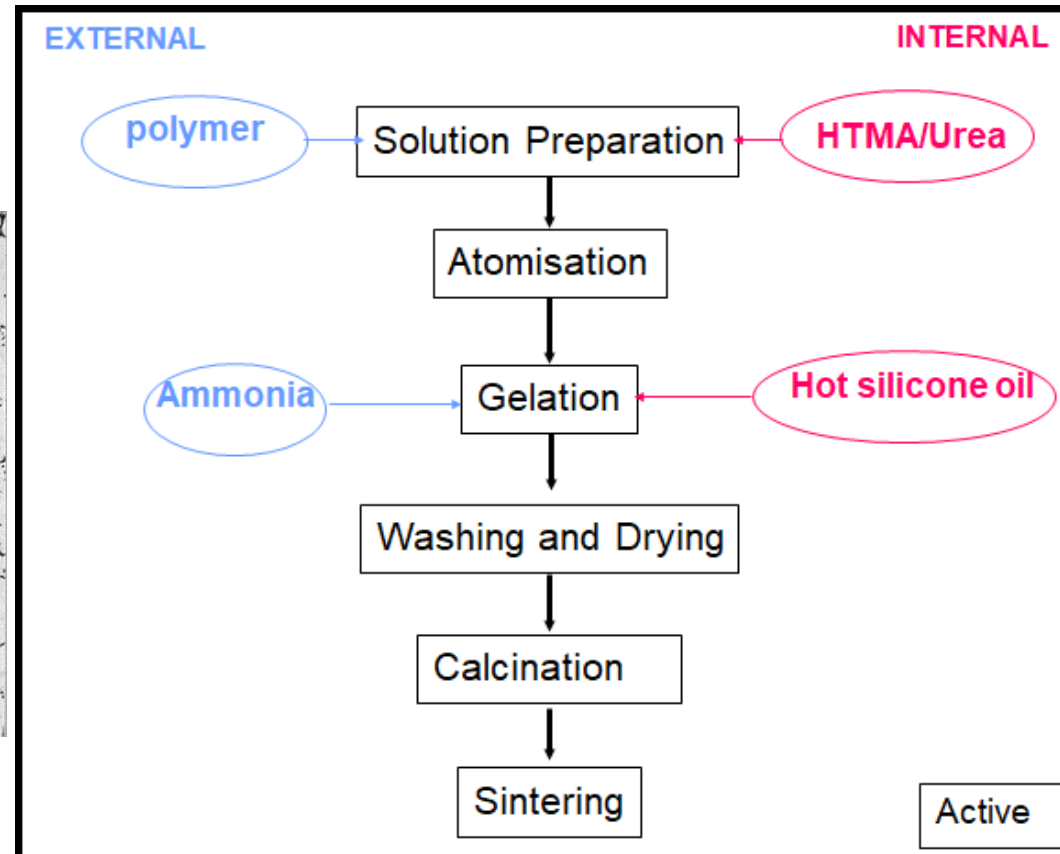 EXTERNAL
INTERNAL
polymer
Solution Preparation
HTMA/Urea
Atomisation
Ammonia
Gelation
Hot silicone oil
Washing and Drying
Calcination
Sintering
Active